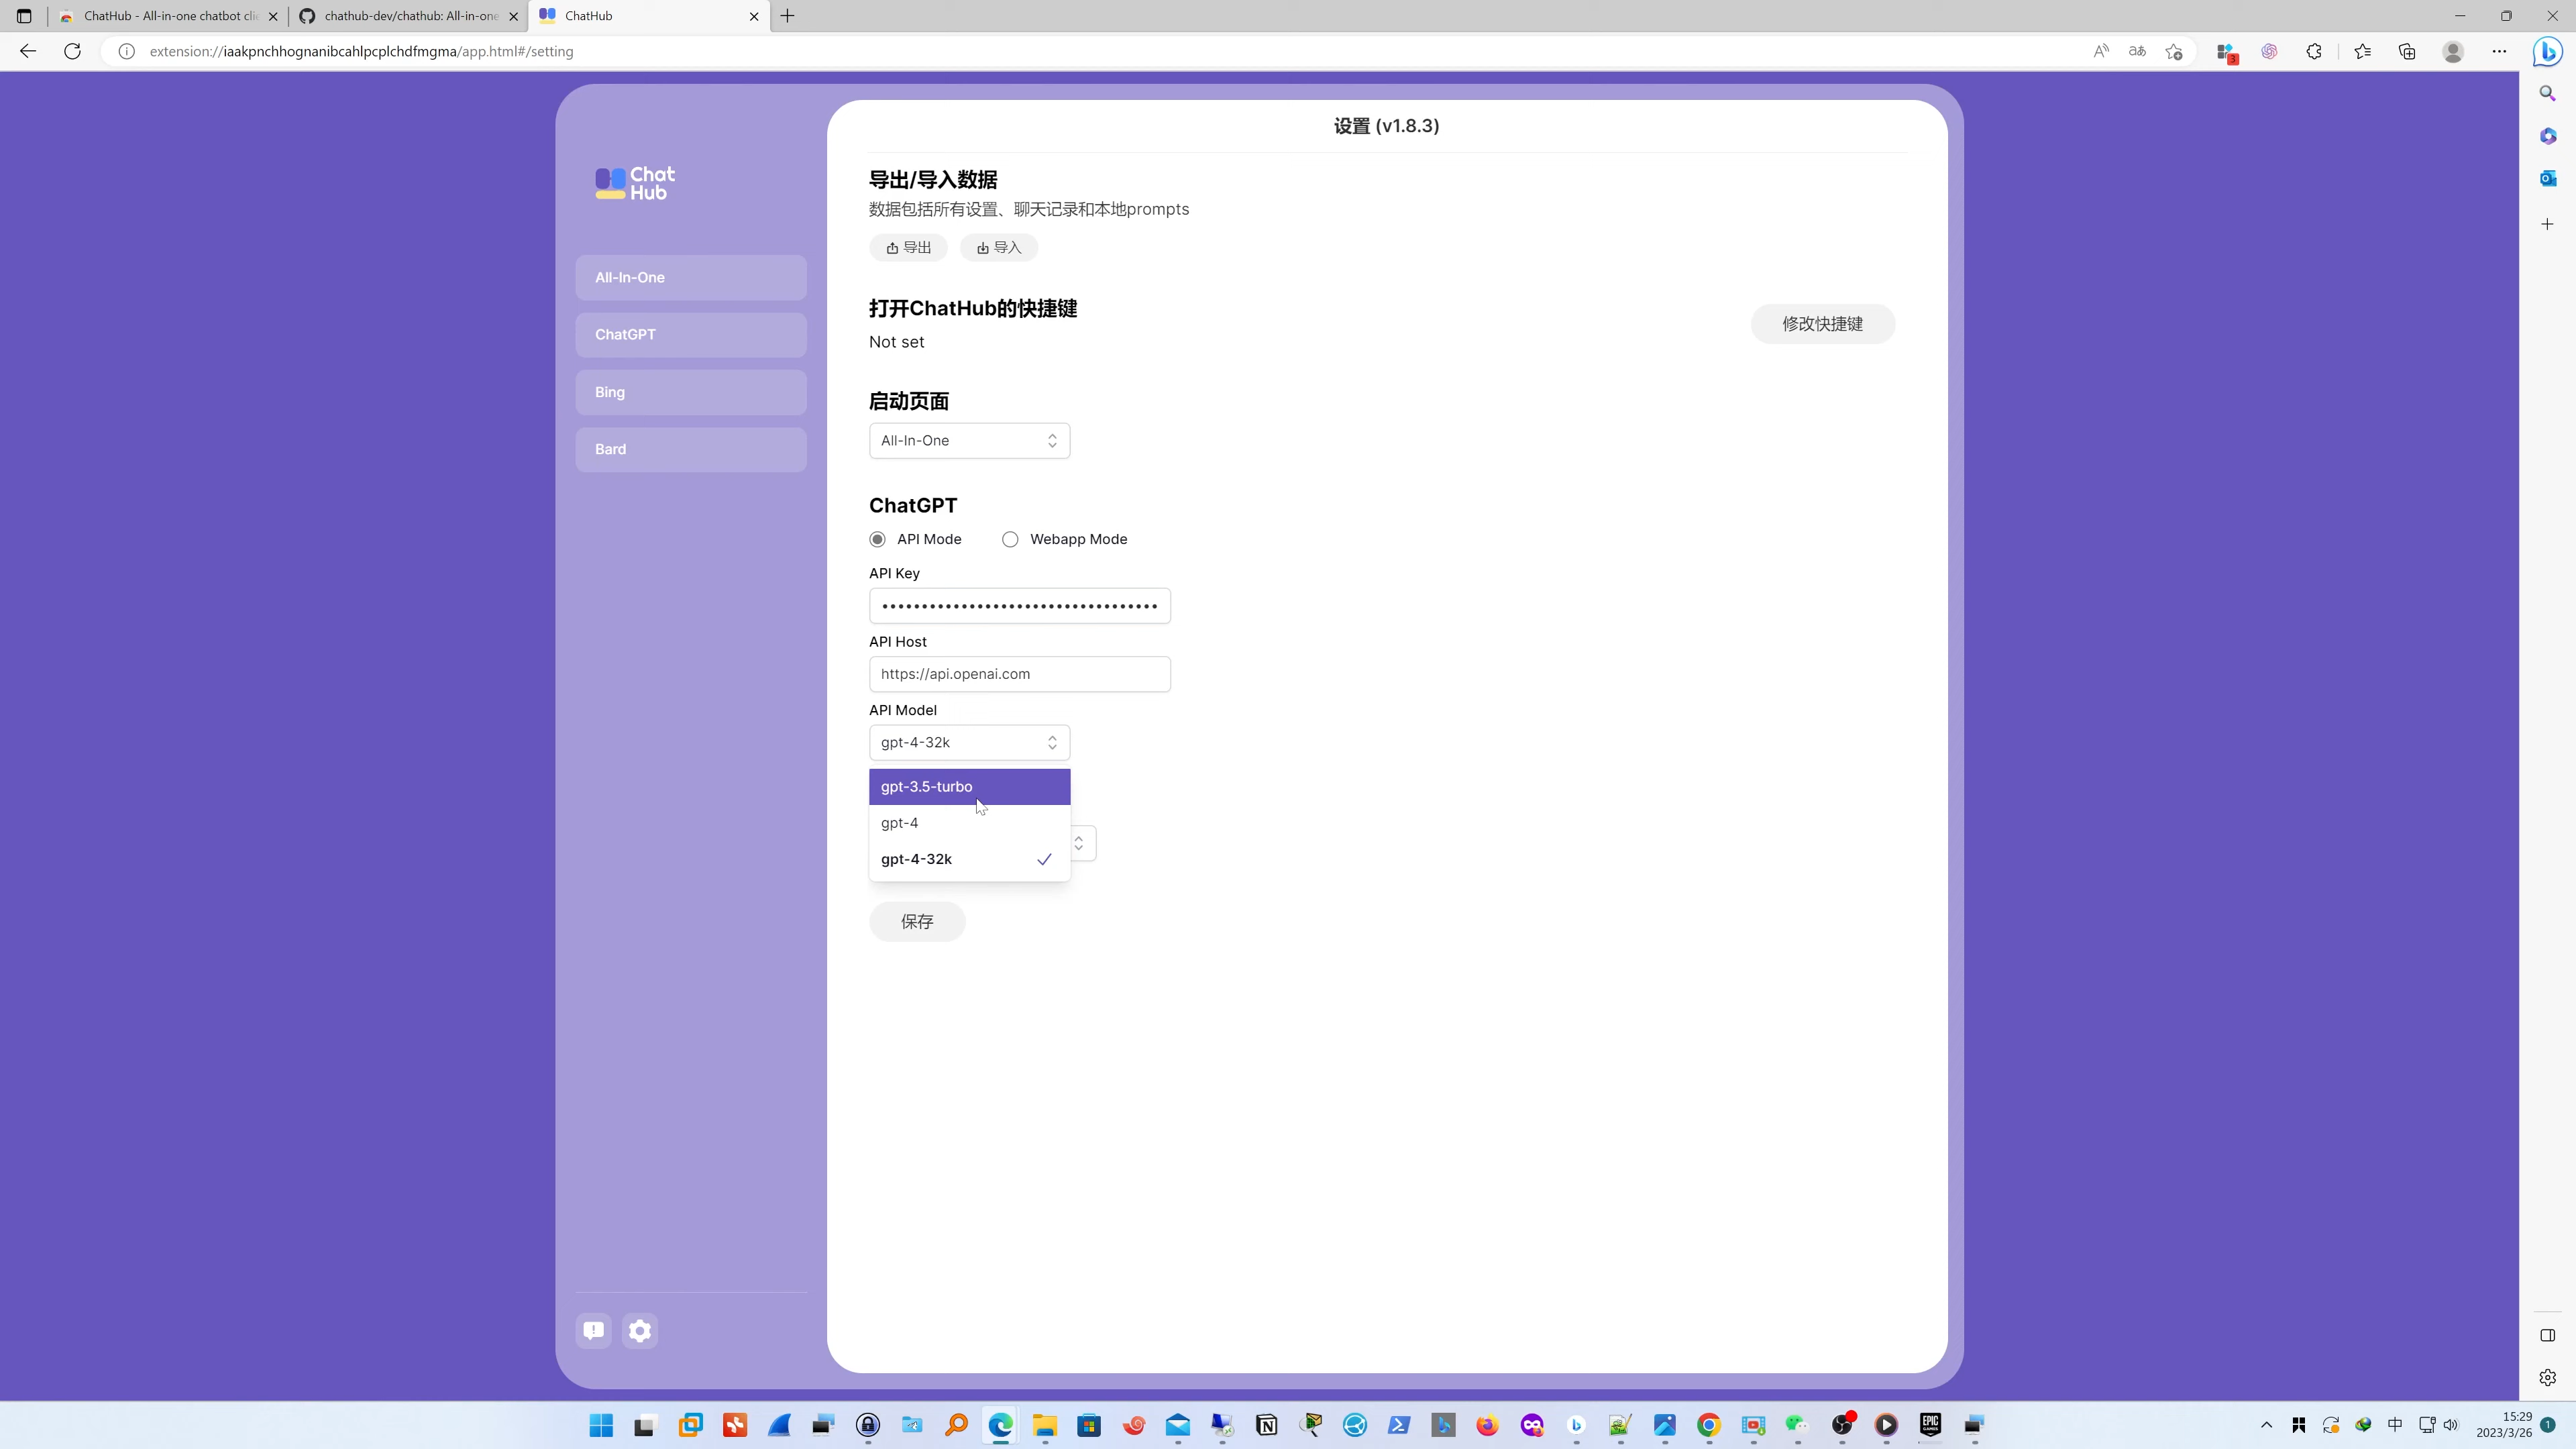 ChatHub - All-in-one chatbot clie
chathub-dev/chathub: All-in-one
ChatHub
extension://iaakpnchhognanibcahlpcplchdfmgma/app.html#/setting
Chat
Hub
All-In-One
ChatGPT
Bing
Bard
设置 (v1.8.3)
导出/导入数据
数据包括所有设置、聊天记录和本地prompts
导出
导入
打开ChatHub的快捷键
Not set
修改快捷键
启动页面
All-In-One
ChatGPT
API Mode
Webapp Mode
API Key
API Host
https://api.openai.com
API Model
gpt-4-32k
gpt-3.5-turbo
gpt-4
gpt-4-32k
保存
中
15:29
2023/3/26
1
3
EPIC
GAMES